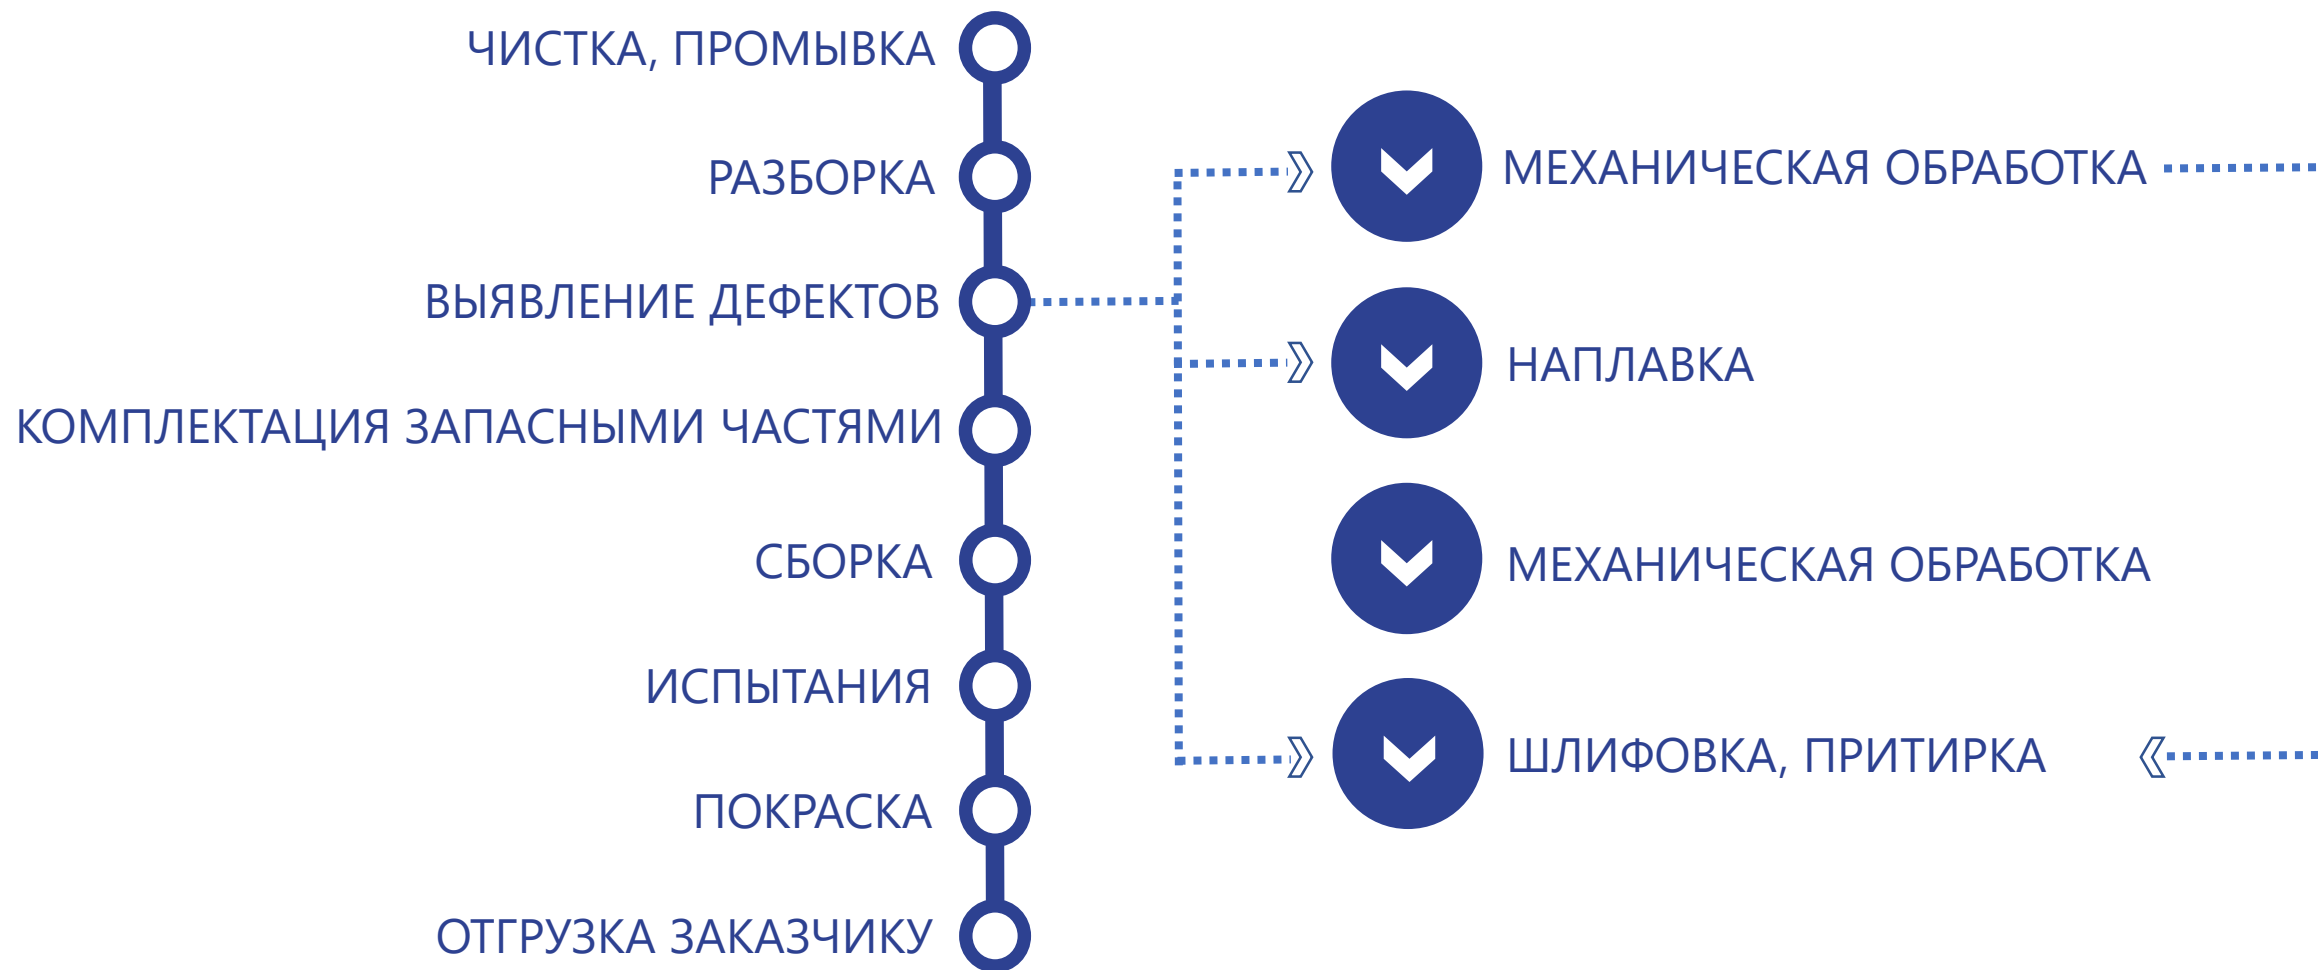 ЧИСТКА, ПРОМЫВКА
РАЗБОРКА
ВЫЯВЛЕНИЕ ДЕФЕКТОВ
КОМПЛЕКТАЦИЯ ЗАПАСНЫМИ ЧАСТЯМИ
СБОРКА
ИСПЫТАНИЯ
ПОКРАСКА
ОТГРУЗКА ЗАКАЗЧИКУ
МЕХАНИЧЕСКАЯ ОБРАБОТКА
НАПЛАВКА
МЕХАНИЧЕСКАЯ ОБРАБОТКА
ШЛИФОВКА, ПРИТИРКА